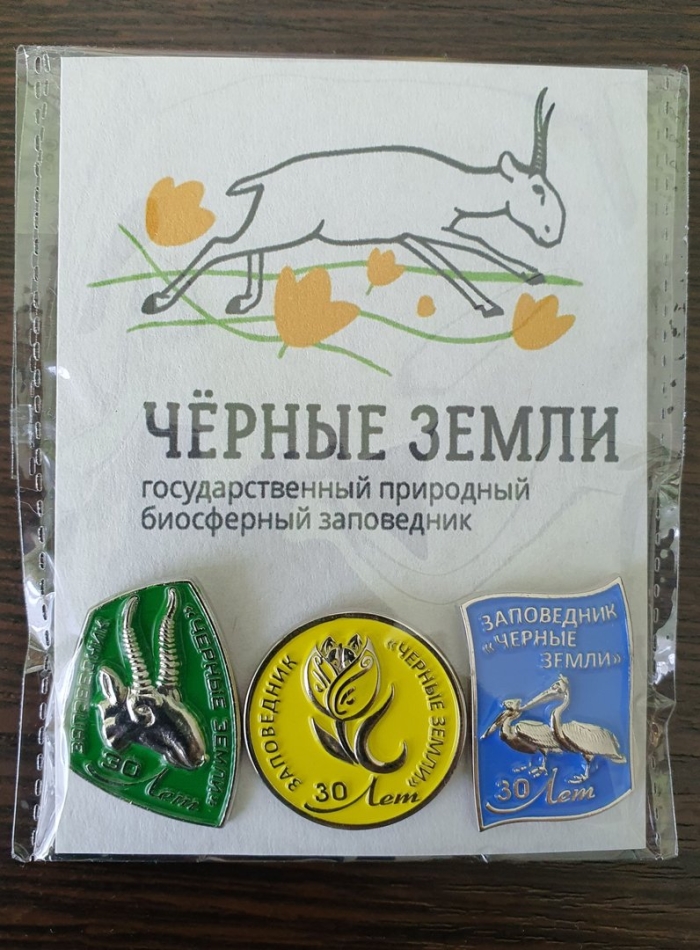 ЧЁРНЫЕ ЗЕМЛИ
государственный природный
биосферный заповедник
ЗАПОВЕДНИК
«ЧЕРНЫЕ ЗЕМЛИ»
30 Лет
ЗАПОВЕДНИК
«ЧЕРНЫЕ ЗЕМЛИ»
30 Лет
ЗАПОВЕДНИК
«ЧЕРНЫЕ
ЗЕМЛИ»
30 Лет